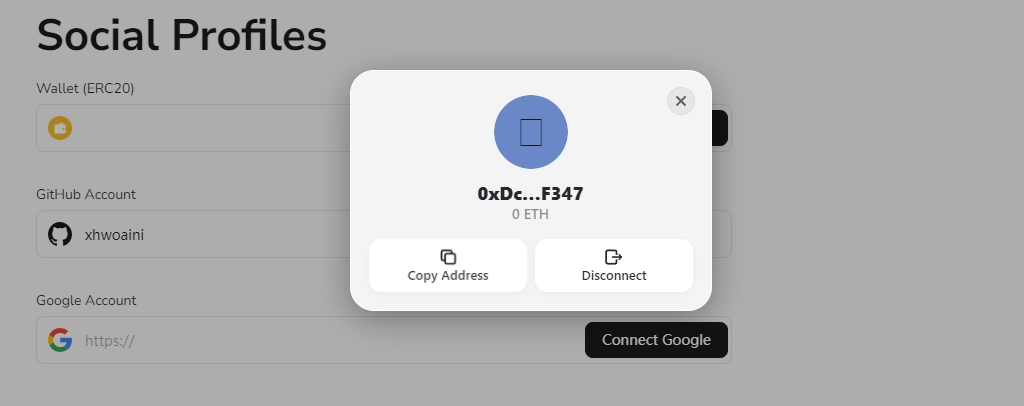 Social Profiles
Wallet (ERC20)
GitHub Account
xhwoaini
Google Account
https://
Connect Google
0xDc...F347
0 ETH
Copy Address
Disconnect